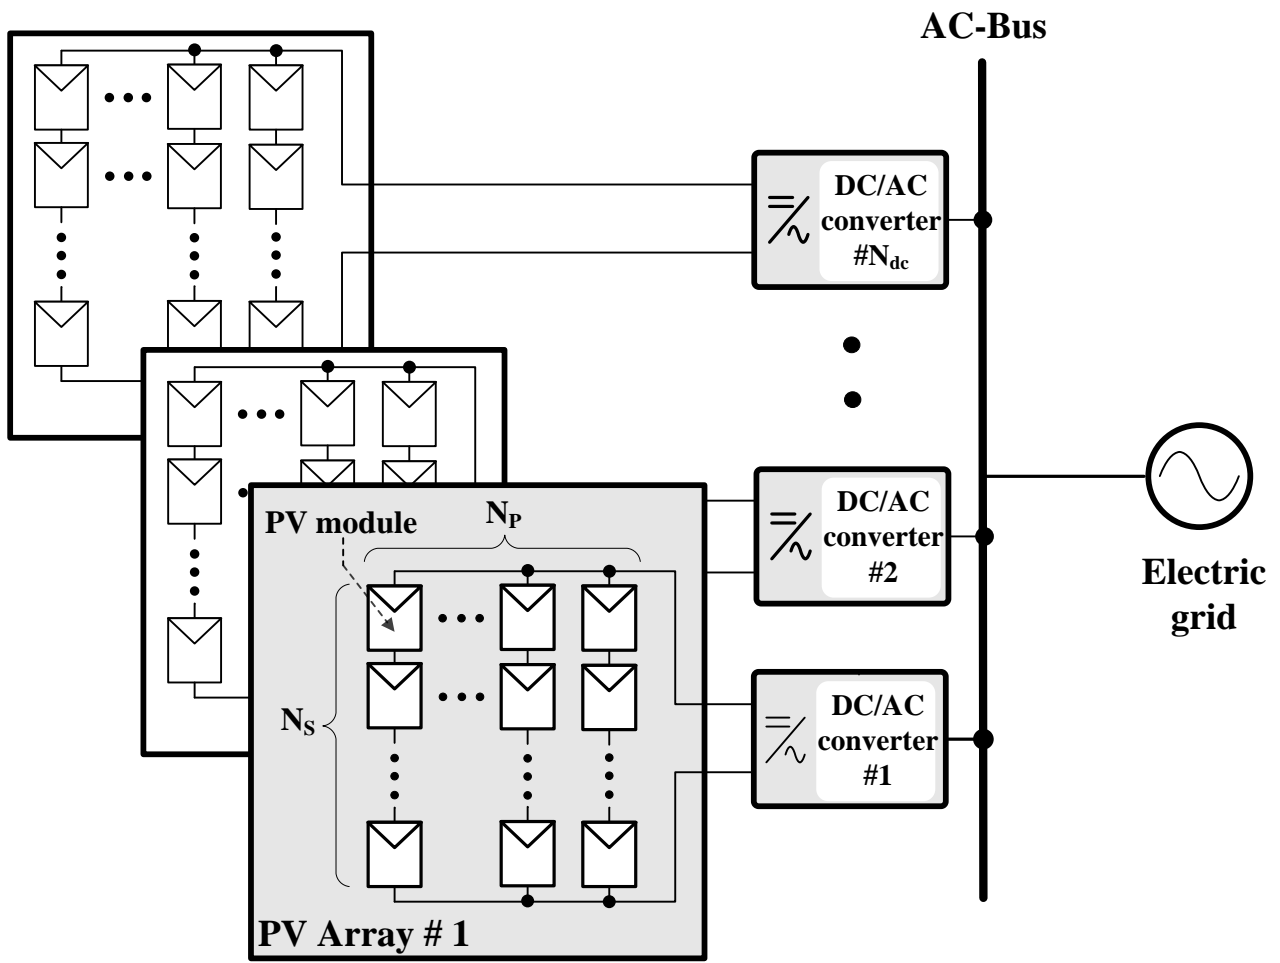 AC-Bus
DC/AC
converter
#Ndc
DC/AC
converter
#2
Electric
grid
PV module
NP
NS
DC/AC
converter
#1
PV Array # 1